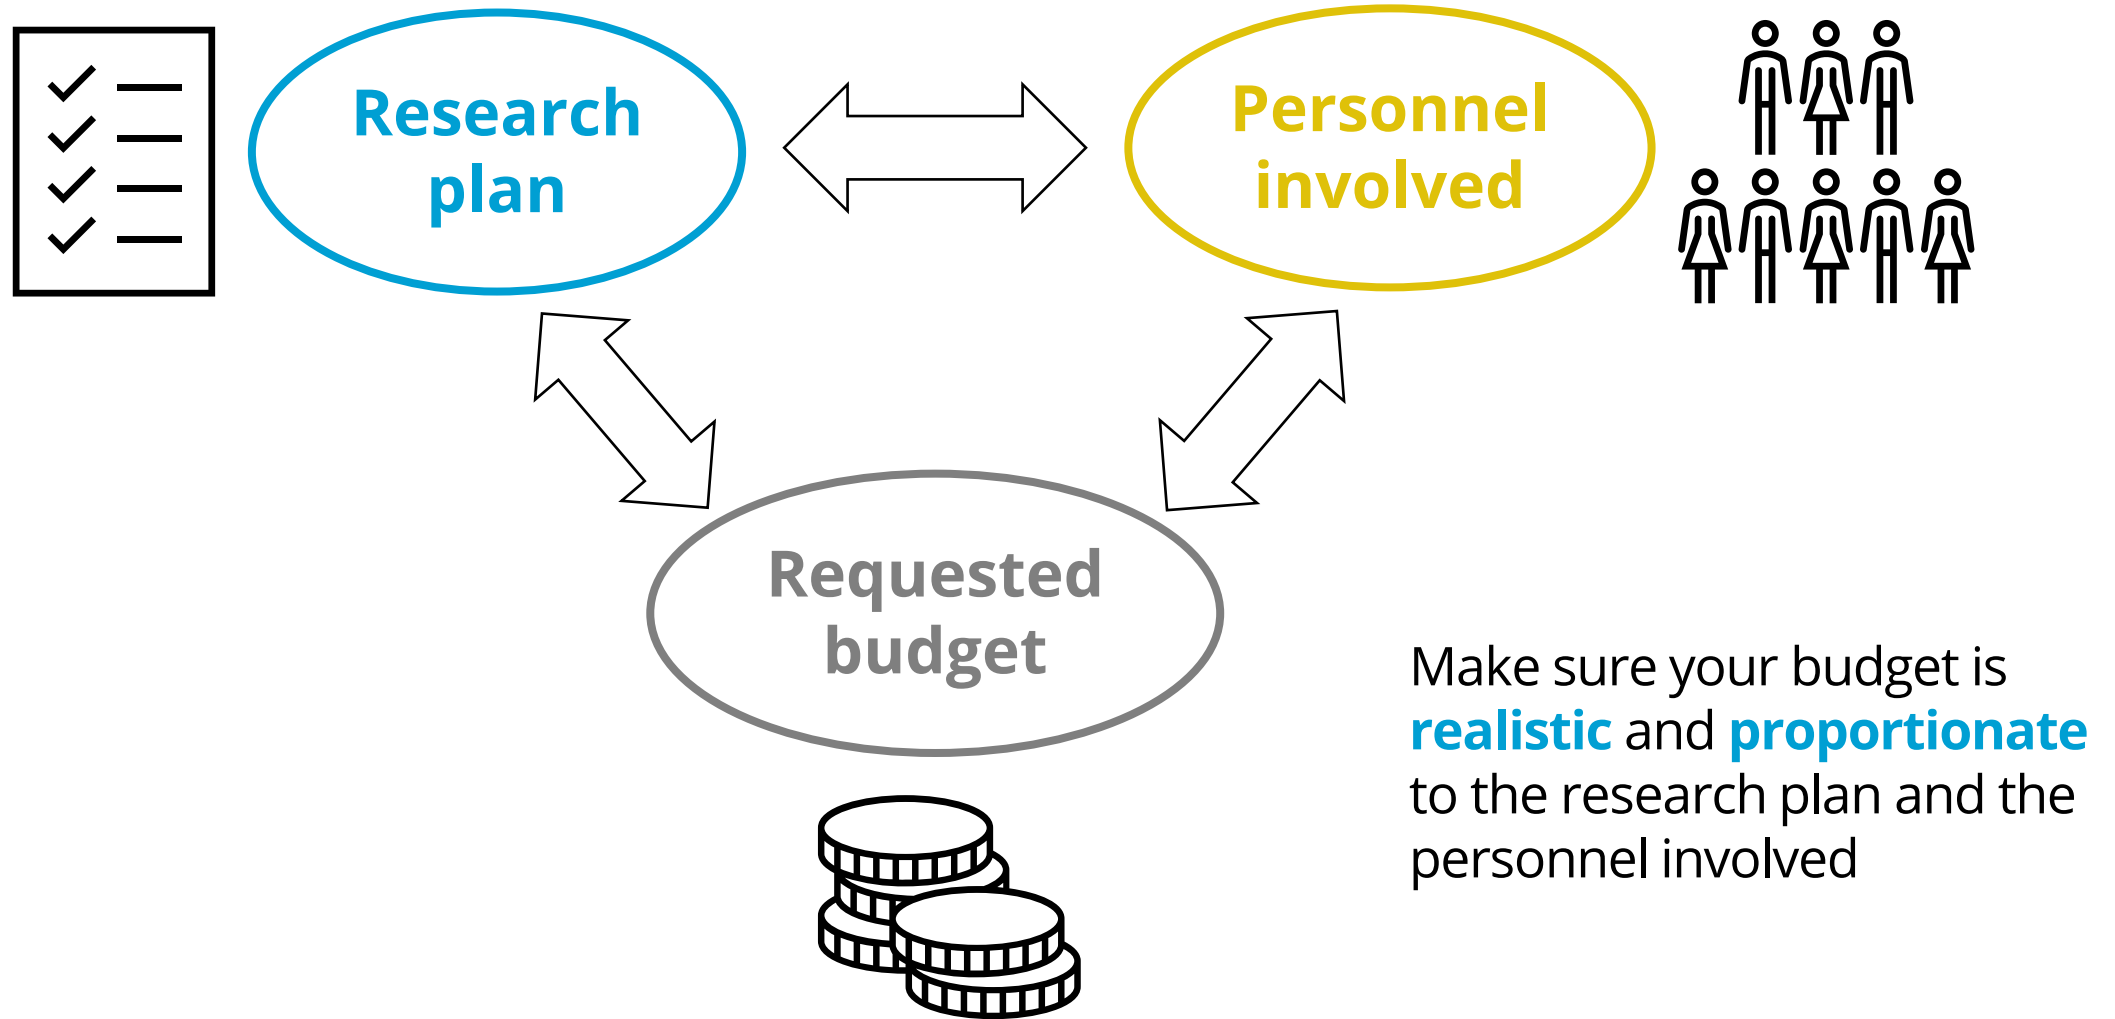 Research
plan
Personnel
involved
Requested
budget
Make sure your budget is
realistic and proportionate
to the research plan and the
personnel involved